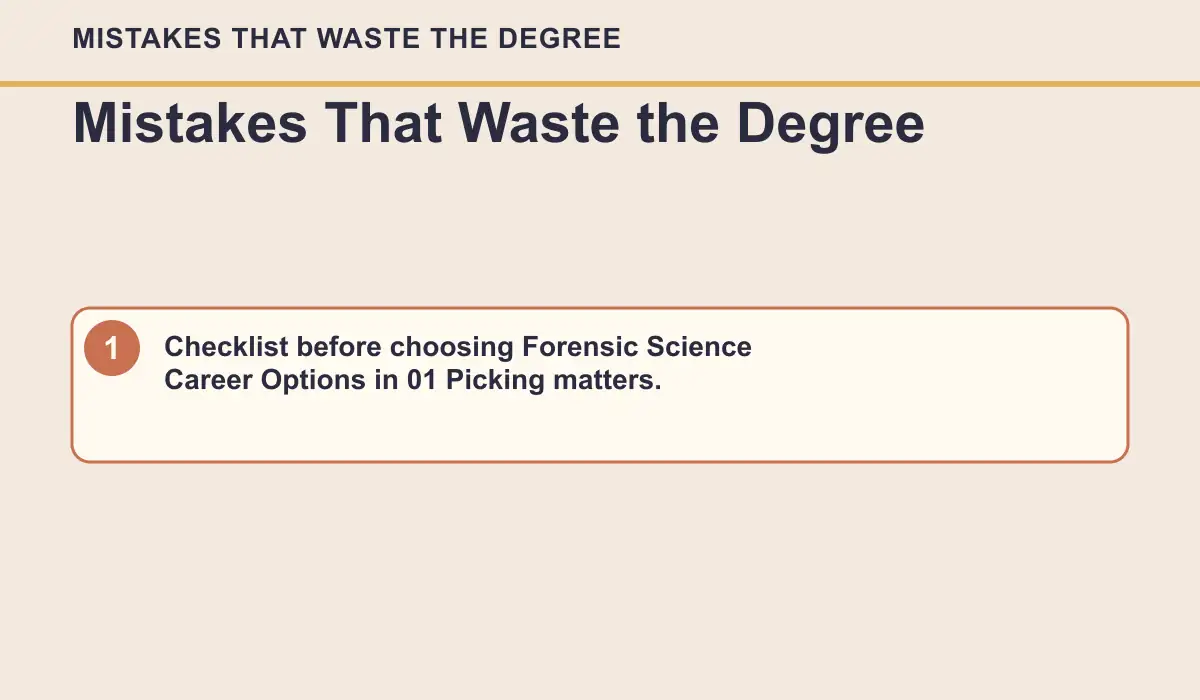 MISTAKES THAT WASTE THE DEGREE
Mistakes That Waste the Degree
1
Checklist before choosing Forensic Science
Career Options in 01 Picking matters.